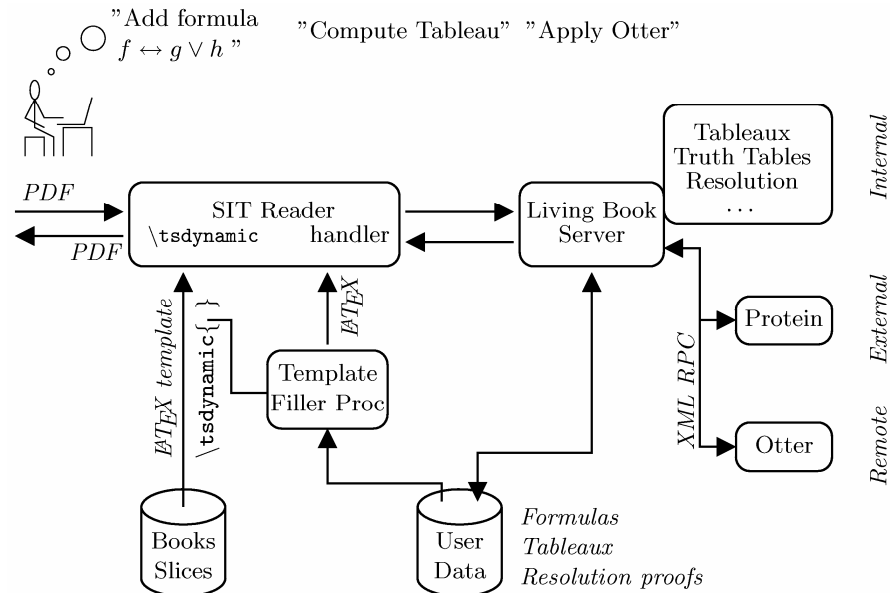 "Add formula
f ↔ g ∨ h "
"Compute Tableau" "Apply Otter"
Tableaux
Truth Tables
Resolution
...
Internal
PDF
PDF
SIT Reader
\tsdynamic handler
Living Book
Server
LATEX template
\tsdynamic{ }
LATEX
Template
Filler Proc
XML RPC
Protein
External
Otter
Remote
Books
Slices
User
Data
Formulas
Tableaux
Resolution proofs